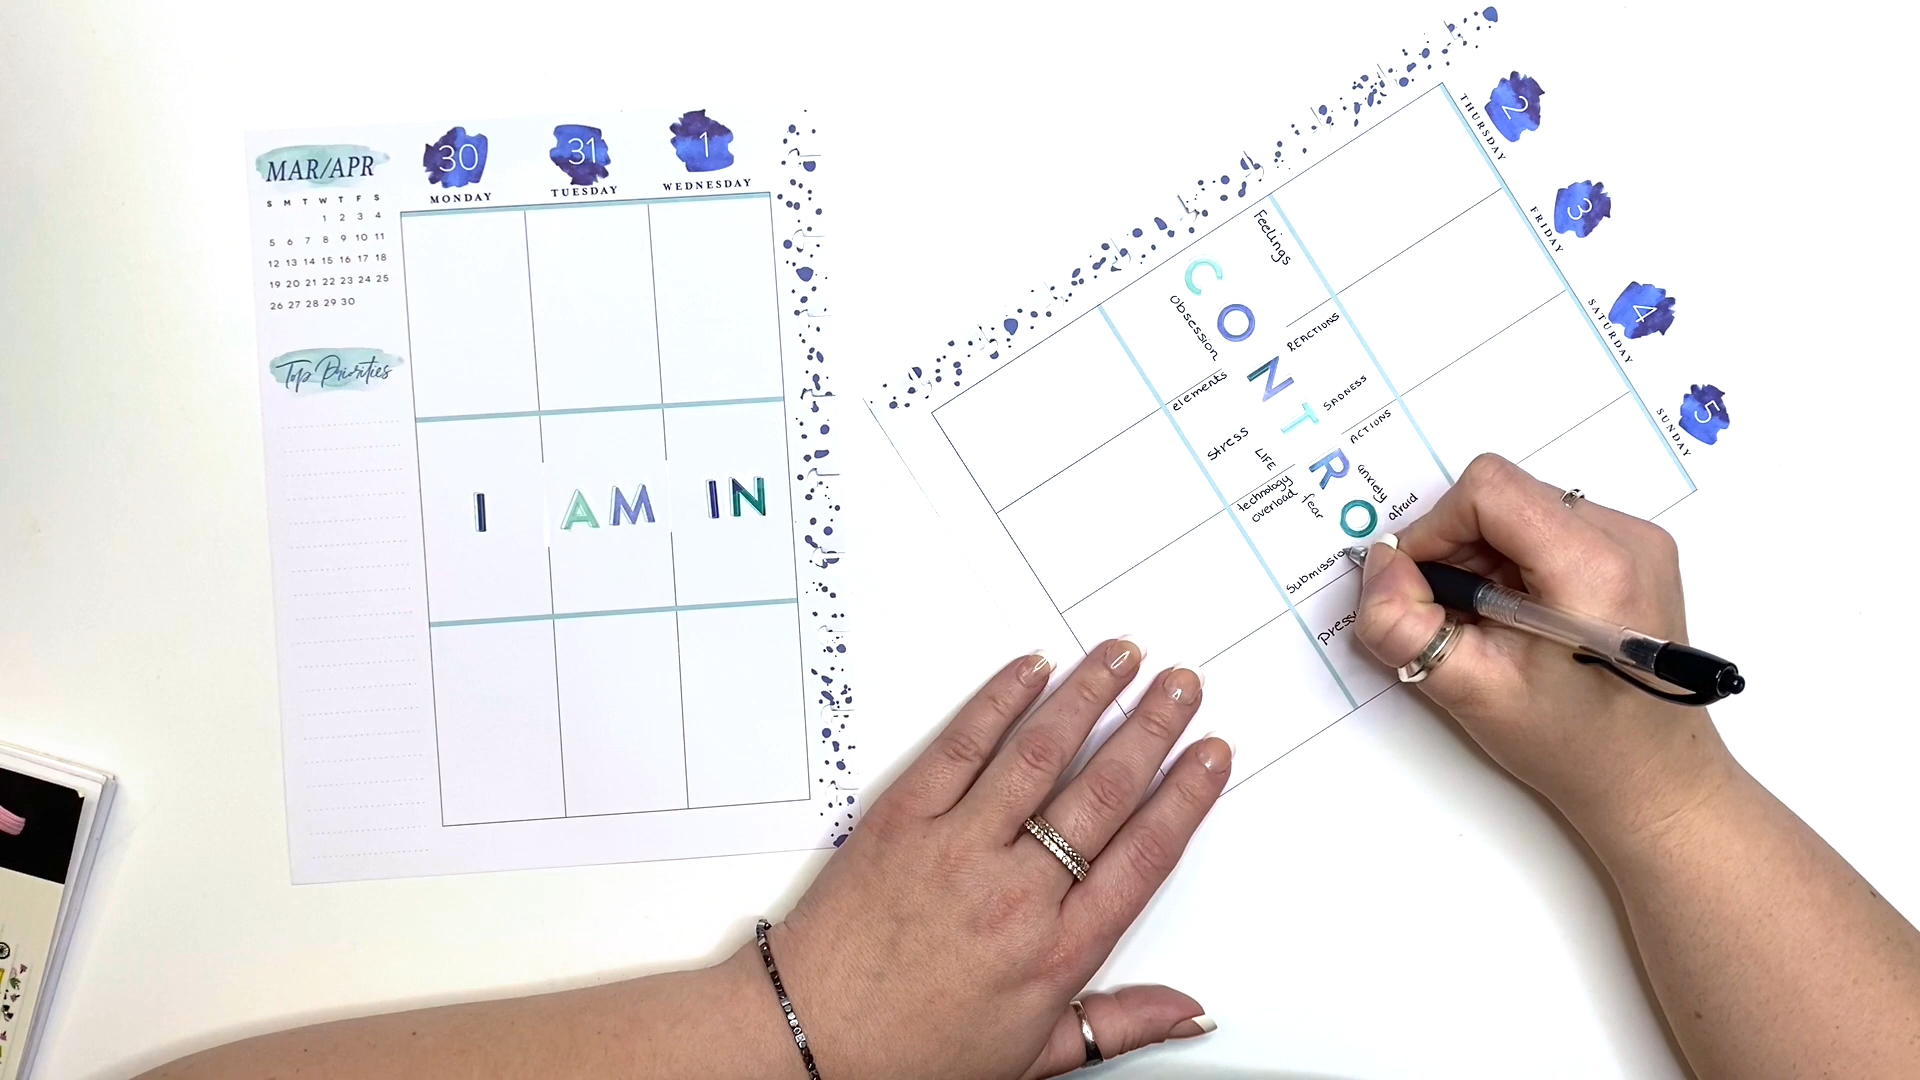 MAR/APR
S M T W T F S
1 2 3 4
5 6 7 8 9 10 11
12 13 14 15 16 17 18
19 20 21 22 23 24 25
26 27 28 29 30
Top Priorities
30
MONDAY
31
TUESDAY
1
WEDNESDAY
I AM IN
2
THURSDAY
3
FRIDAY
4
SATURDAY
5
SUNDAY
CONTRO
Feelings
Obsession
REACTIONS
elements
SADNESS
Stress
LIFE
ACTIONS
technology
overload
fear
anxiety
afraid